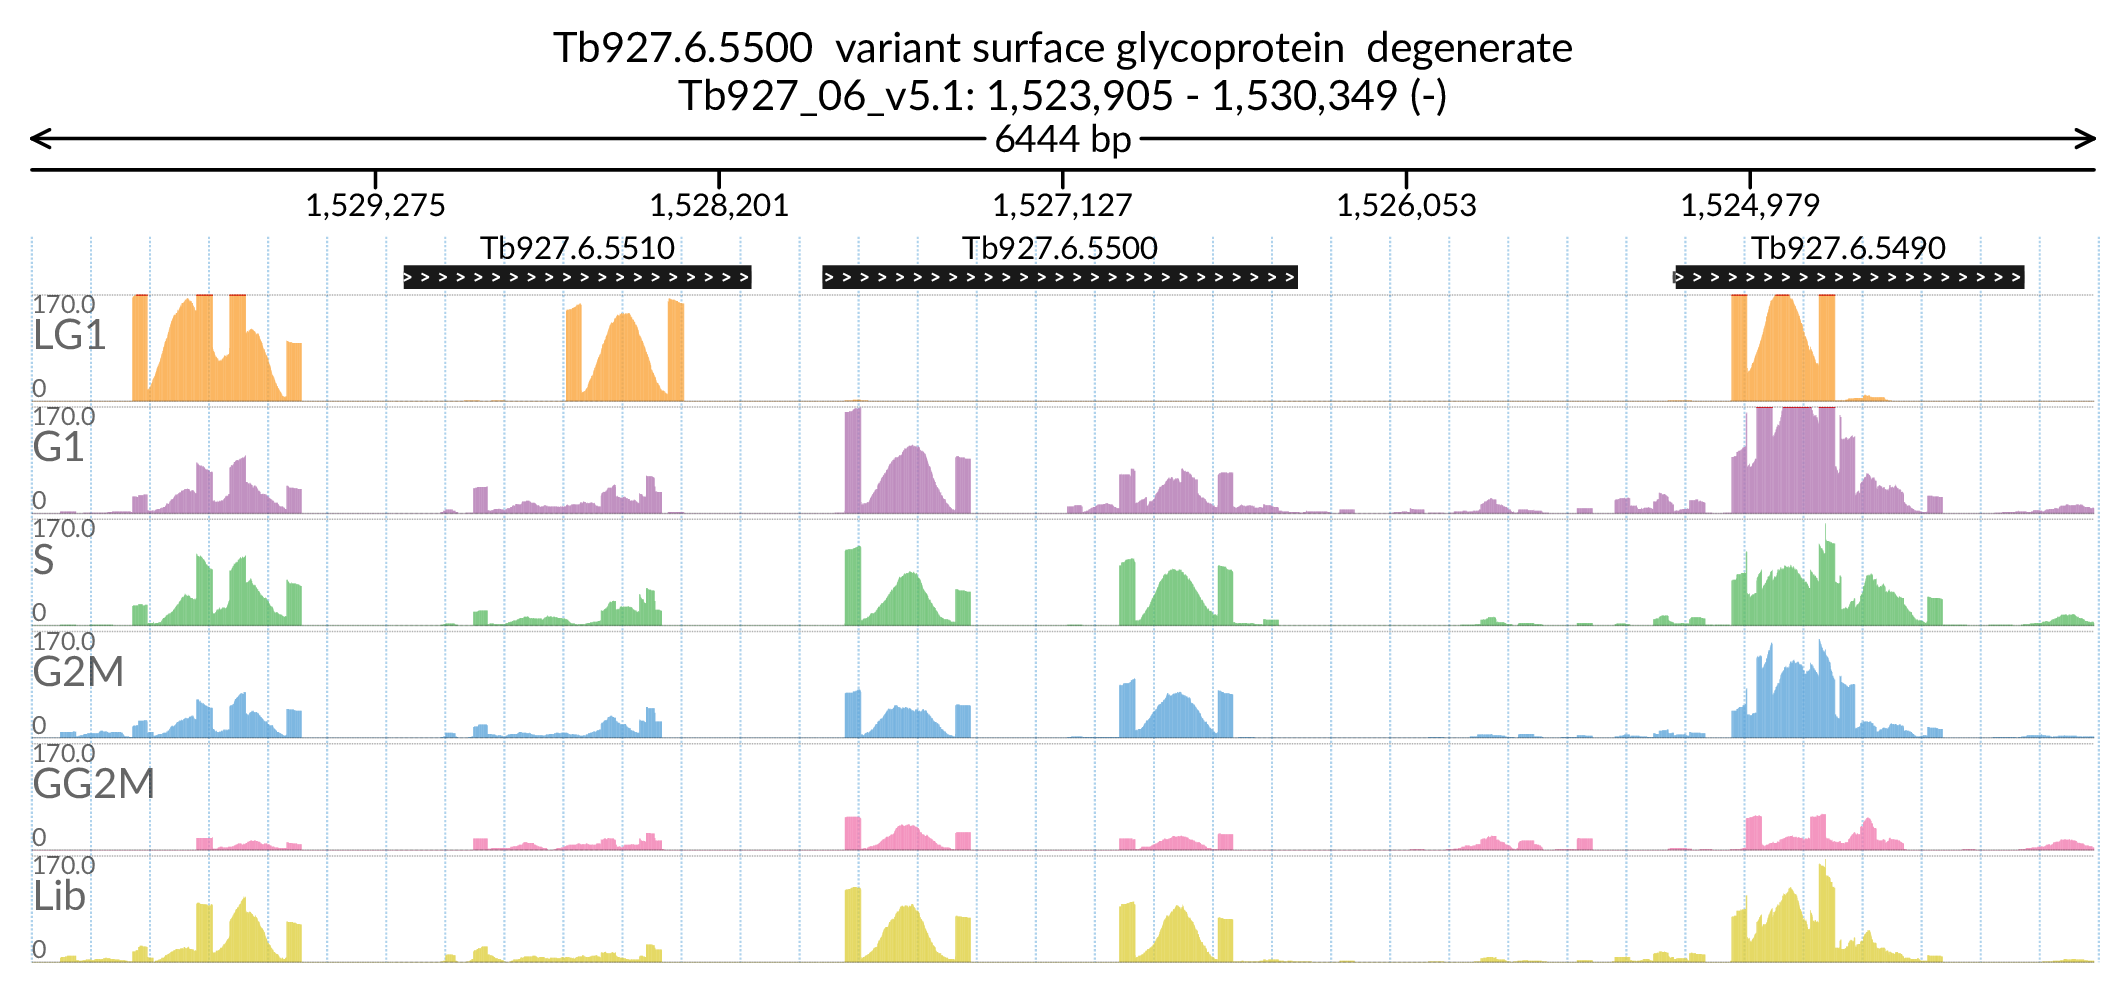 Tb927.6.5500 variant surface glycoprotein degenerate
Tb927_06_v5.1: 1,523,905 - 1,530,349 (-)
6444 bp
1,529,275 1,528,201 1,527,127 1,526,053 1,524,979
Tb927.6.5510 Tb927.6.5500 Tb927.6.5490
170.0
LG1
0
170.0
G1
0
170.0
S
0
170.0
G2M
0
170.0
GG2M
0
170.0
Lib
0